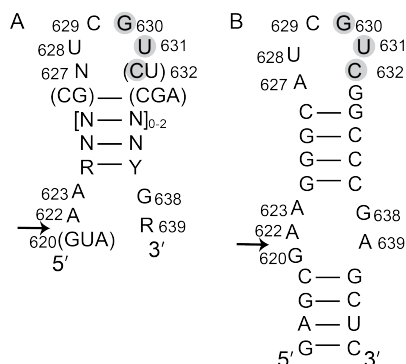 A
629 C G 630
628 U U 631
627 N (CU) 632
(CG) — (CGA)
[N — N]0-2
N — N
R — Y
623 A G 638
622 A R 639
620 (GUA)
5′ 3′
B
629 C G 630
628 U U 631
627 A C 632
G
C — G
G — C
G — C
G — C
623 A G 638
622 A A 639
620 G
C — G
G — C
A — U
5′ G — C 3′